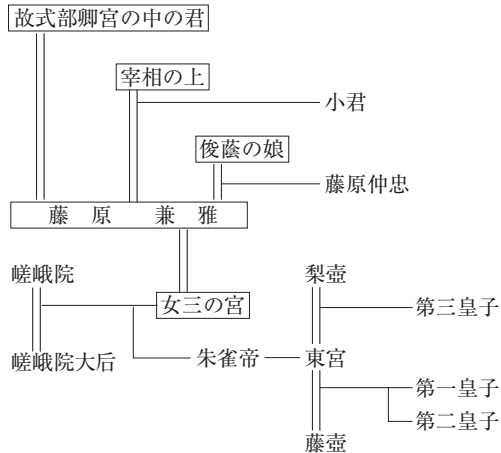 故式部卿宮の中の君
宰相の上
小君
俊蔭の娘
藤原仲忠
藤原兼雅
嵯峨院
女三の宮
梨壺
第三皇子
嵯峨院大后
朱雀帝
東宮
第一皇子
第二皇子
藤壺